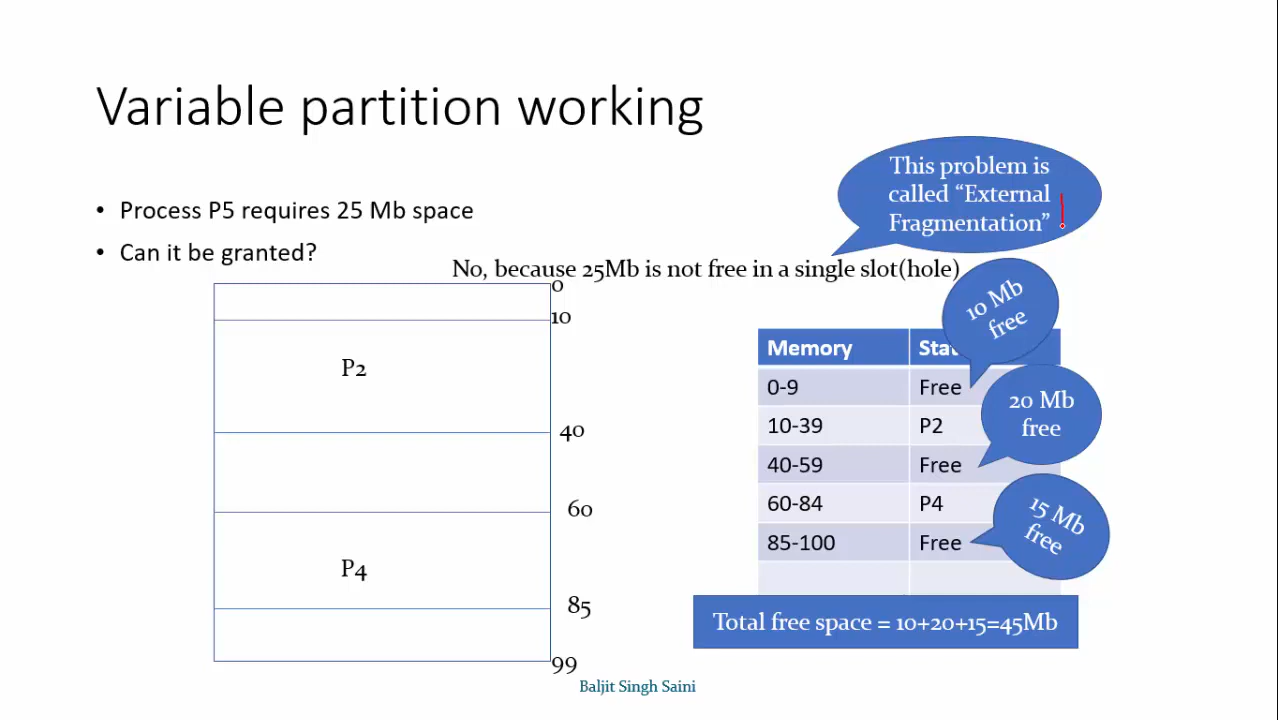 Variable partition working
This problem is
called “External
Fragmentation”
• Process P5 requires 25 Mb space
• Can it be granted?
No, because 25Mb is not free in a single slot(hole)
0
10
P2
40
60
P4
85
99
10 Mb
free
Memory
0-9 Free
20 Mb
free
10-39 P2
40-59 Free
60-84 P4
15 Mb
free
85-100 Free
Total free space = 10+20+15=45Mb
Baljit Singh Saini